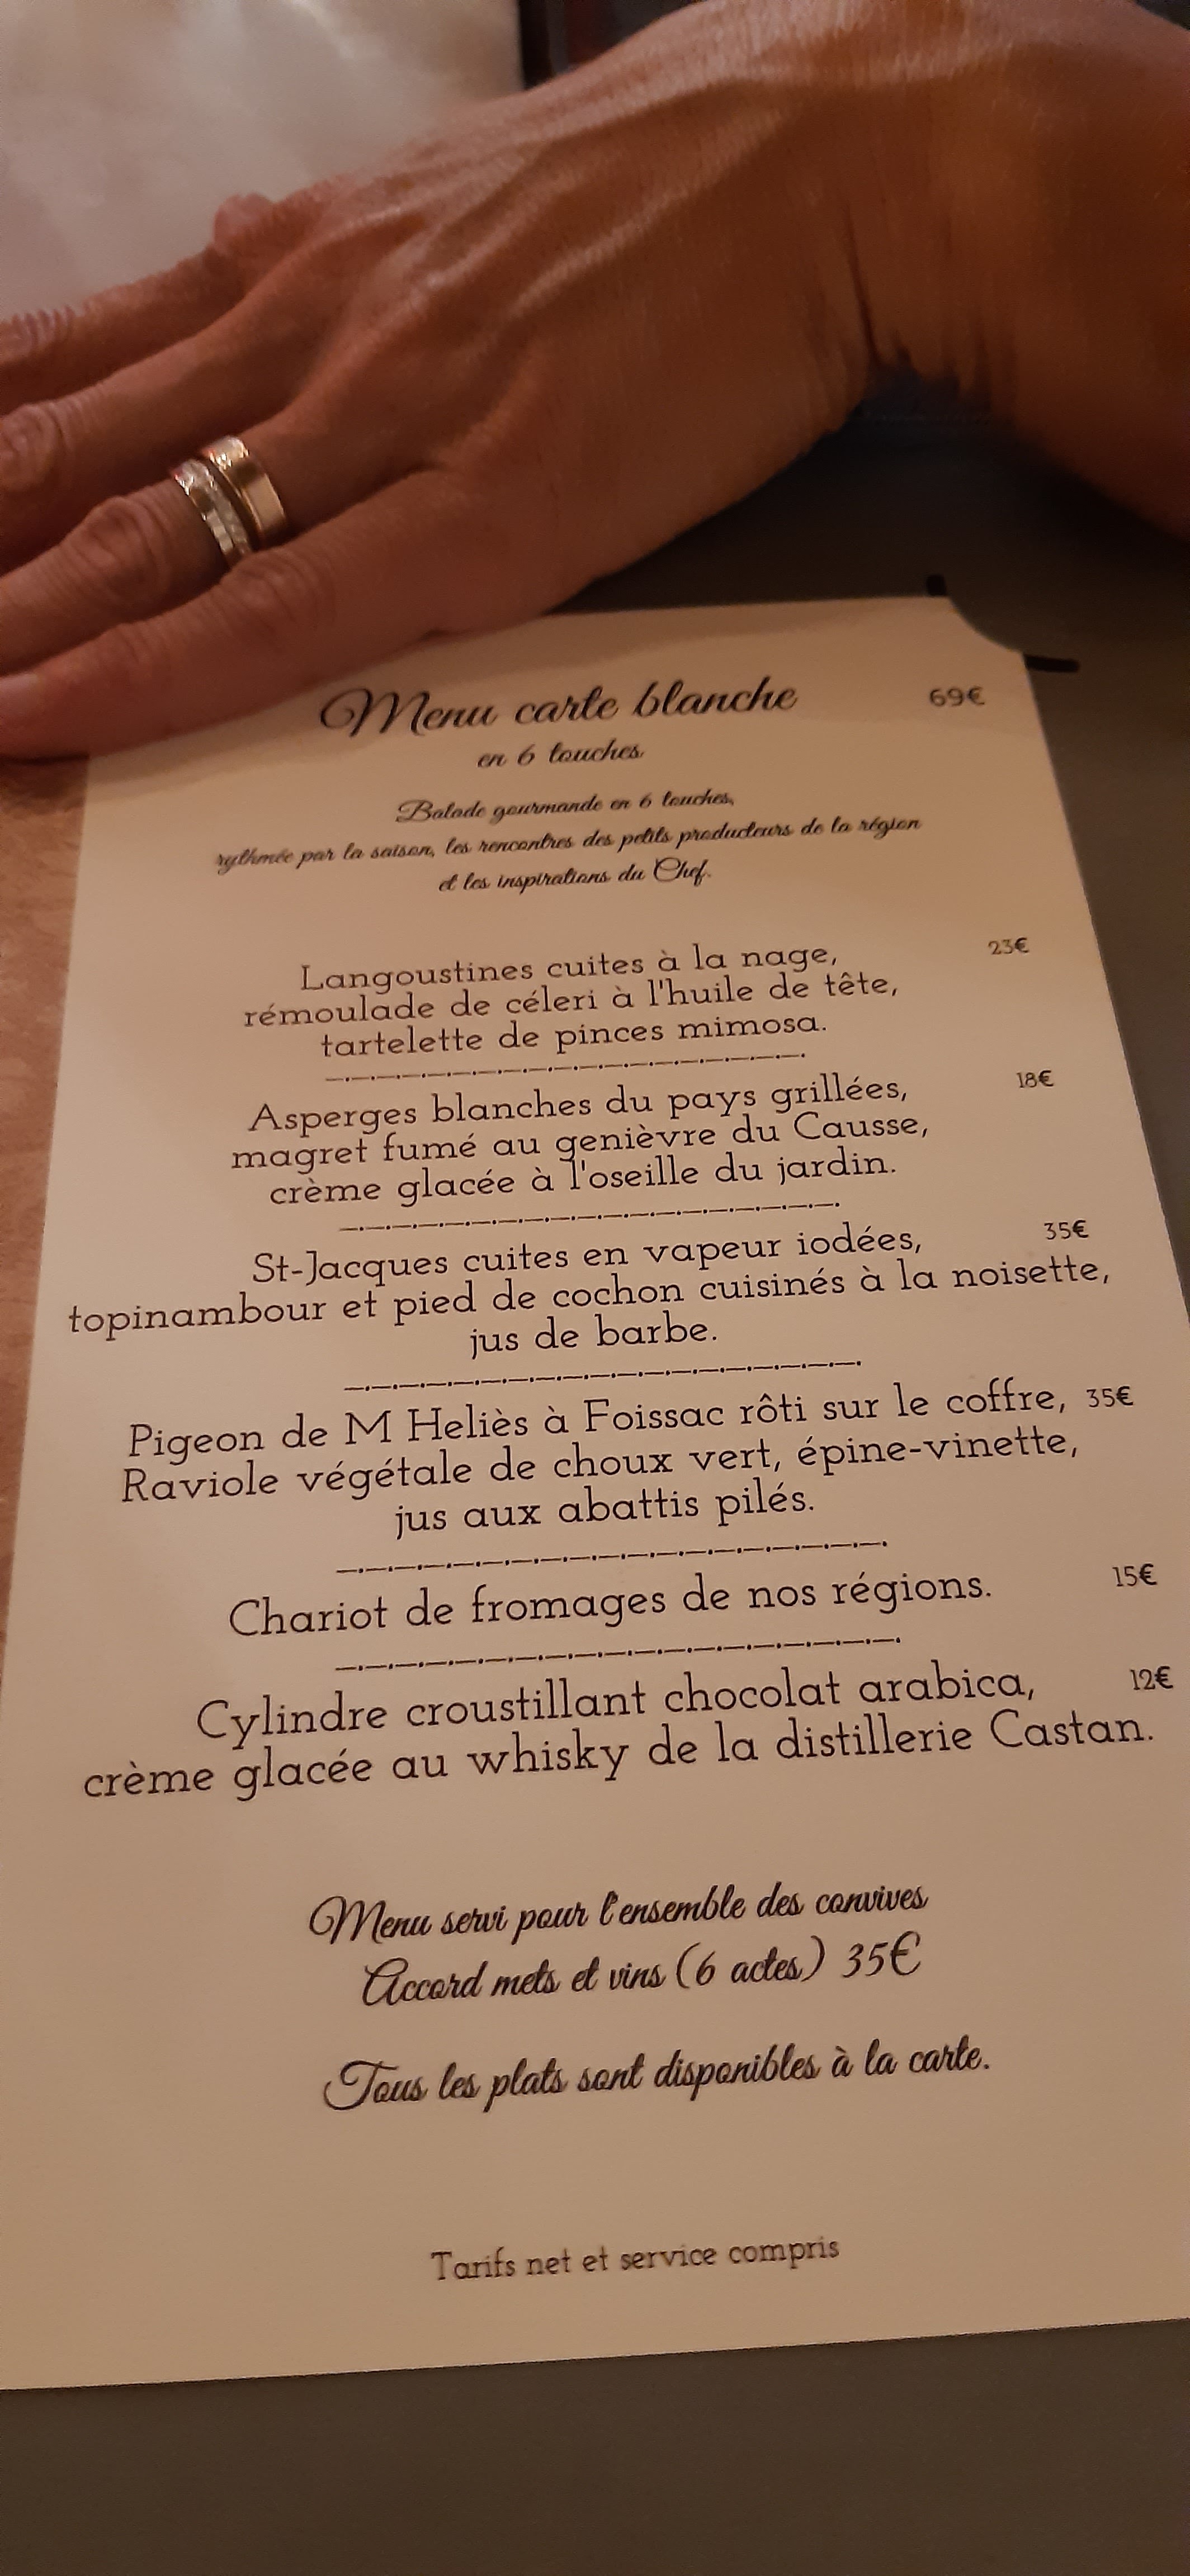 Menu carte blanche 69€
en 6 touches
Balade gourmande en 6 touches,
rythmée par la saison, les rencontres des petits producteurs de la région
et les inspirations du Chef.
Langoustines cuites à la nage, 23€
rémoulade de céleri à l'huile de tête,
tartelette de pinces mimosa.
Asperges blanches du pays grillées, 18€
magret fumé au genièvre du Causse,
crème glacée à l'oseille du jardin.
St-Jacques cuites en vapeur iodées, 35€
topinambour et pied de cochon cuisinés à la noisette,
jus de barbe.
Pigeon de M Heliès à Foissac rôti sur le coffre, 35€
Raviole végétale de choux vert, épine-vinette,
jus aux abattis pilés.
Chariot de fromages de nos régions. 15€
Cylindre croustillant chocolat arabica, 12€
crème glacée au whisky de la distillerie Castan.
Menu servi pour l'ensemble des convives
Accord mets et vins (6 actes) 35€
Tous les plats sont disponibles à la carte.
Tarifs net et service compris